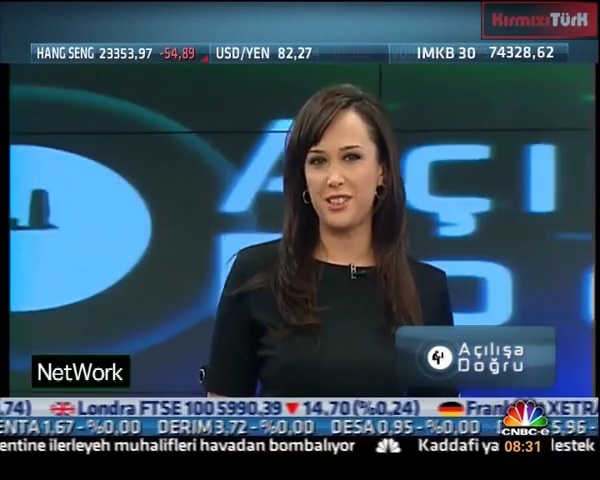 KırmızıTürk
HANG SENG 23353,97 -54,89 USD/YEN 82,27 IMKB 30 74328,62
Açılışa
Doğru
NetWork
.74) Londra FTSE 100 5990.39 14.70 (%0.24) Frank XETRA
ENTA 1.67 -%0.00 DERIM 3.72 -%0.00 DESA 0.95 -%0.00 5.96 -
CNBC-e
entine ilerleyeh muhalifleri havadan bombalıyor Kaddafi ya 08:31 lestek